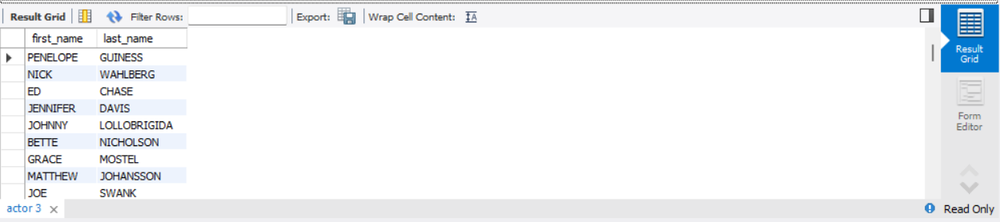 Result Grid Filter Rows: Export: Wrap Cell Content: IA
first_name last_name
PENELOPE GUINESS
NICK WAHLBERG
ED CHASE
JENNIFER DAVIS
JOHNNY LOLLOBRIGIDA
BETTE NICHOLSON
GRACE MOSTEL
MATTHEW JOHANSSON
JOE SWANK
Result
Grid
Form
Editor
actor 3
Read Only